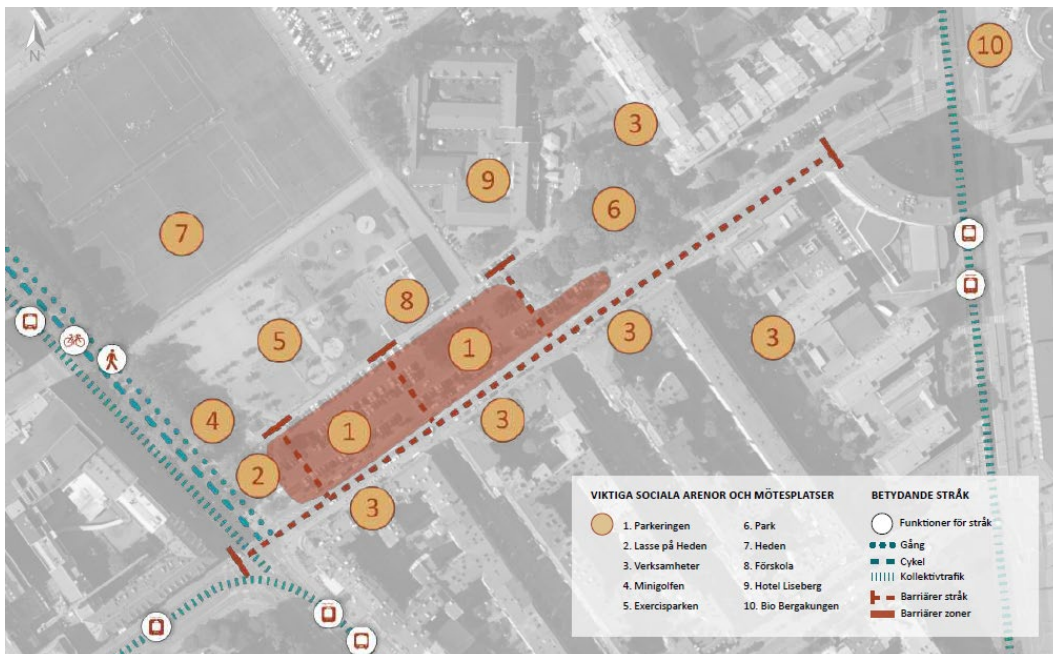 N
10
3
9
6
7
8
3
3
5
1
4
1
3
2
3
VIKTIGA SOCIALA ARENOR OCH MÖTESPLATSER
1. Parkeringen
2. Lasse på Heden
3. Verksamheter
4. Minigolfen
5. Exercisparken
6. Park
7. Heden
8. Förskola
9. Hotel Liseberg
10. Bio Bergakungen
BETYDANDE STRÅK
Funktioner för stråk
Gång
Cykel
Kollektivtrafik
Barriärer stråk
Barriärer zoner